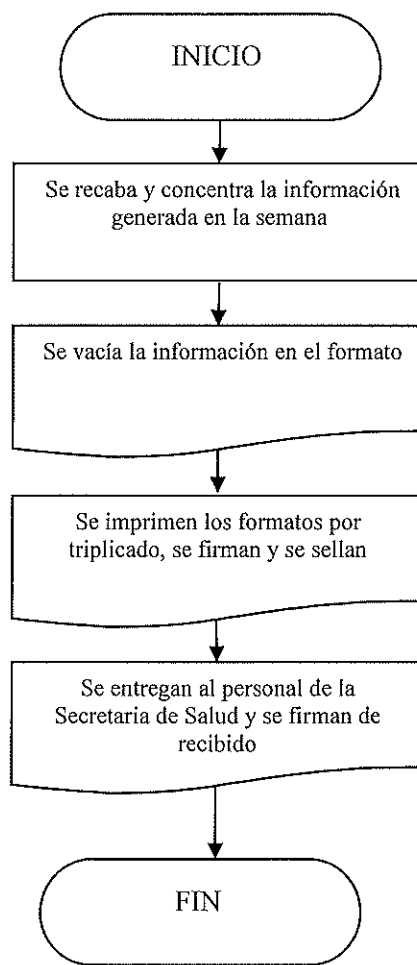 INICIO
Se recaba y concentra la información
generada en la semana
Se vacía la información en el formato
Se imprimen los formatos por
triplicado, se firman y se sellan
Se entregan al personal de la
Secretaria de Salud y se firman de
recibido
FIN